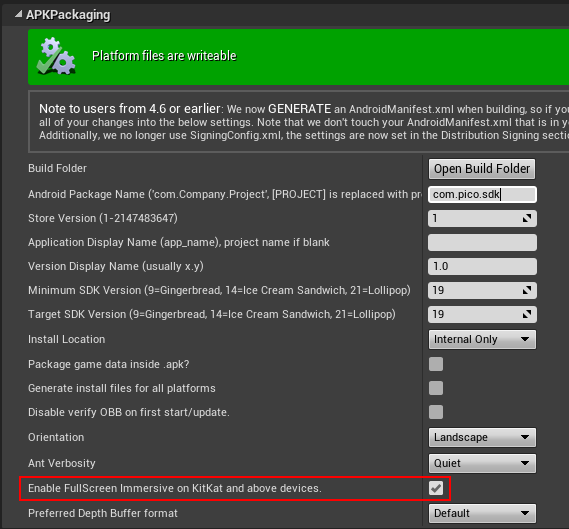 APKPackaging
Platform files are writeable
Note to users from 4.6 or earlier: We now GENERATE an AndroidManifest.xml when building, so if you
all of your changes into the below settings. Note that we don't touch your AndroidManifest.xml that is in y
Additionally, we no longer use SigningConfig.xml, the settings are now set in the Distribution Signing sectio
Build Folder Open Build Folder
Android Package Name ('com.Company.Project', [PROJECT] is replaced with pro com.pico.sdk
Store Version (1-2147483647) 1
Application Display Name (app_name), project name if blank
Version Display Name (usually x.y) 1.0
Minimum SDK Version (9=Gingerbread, 14=Ice Cream Sandwich, 21=Lollipop) 19
Target SDK Version (9=Gingerbread, 14=Ice Cream Sandwich, 21=Lollipop) 19
Install Location Internal Only
Package game data inside .apk?
Generate install files for all platforms
Disable verify OBB on first start/update.
Orientation Landscape
Ant Verbosity Quiet
Enable FullScreen Immersive on KitKat and above devices.
Preferred Depth Buffer format Default